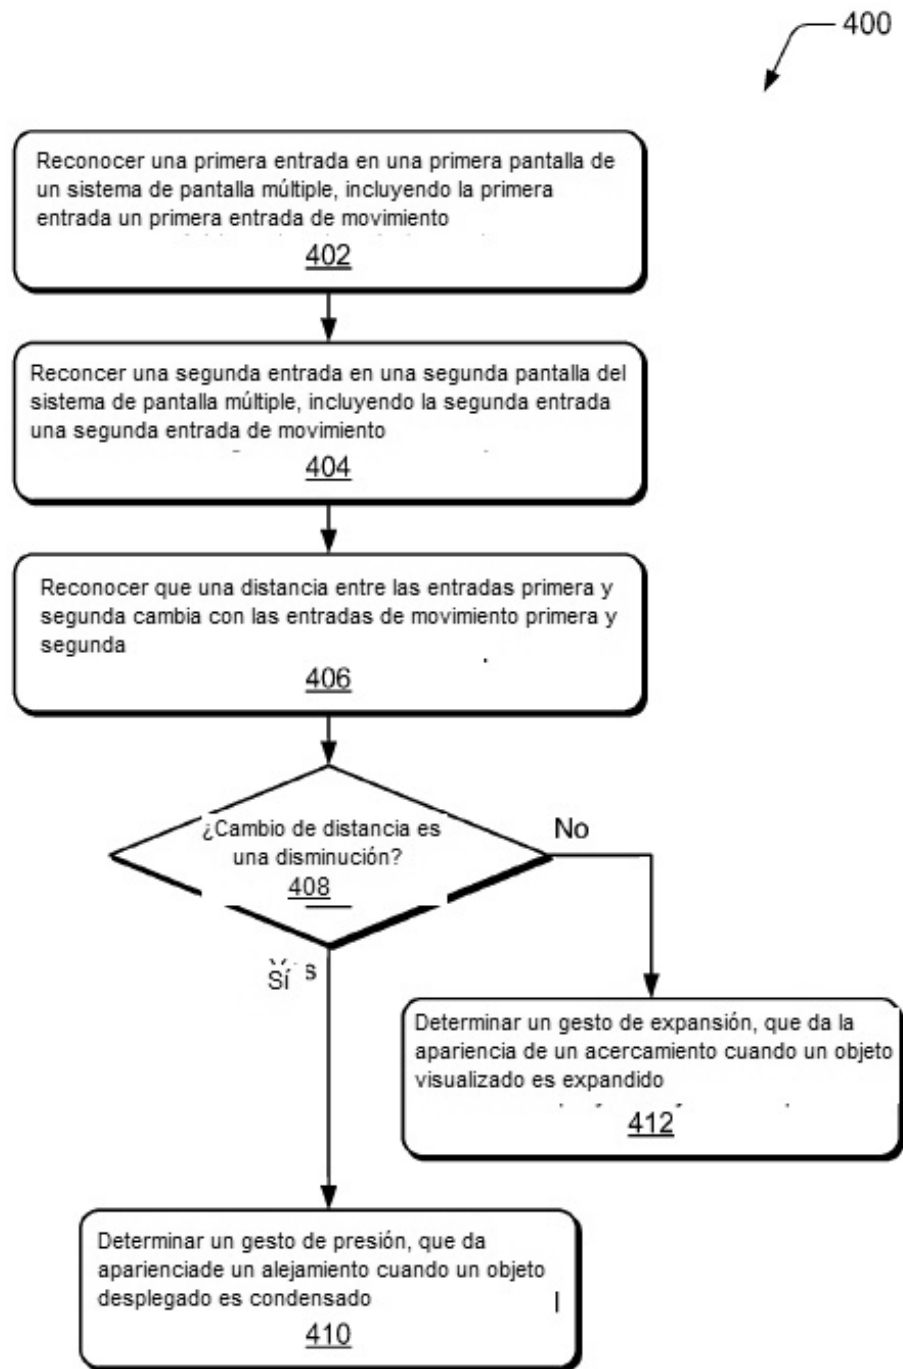 400
Reconocer una primera entrada en una primera pantalla de
un sistema de pantalla múltiple, incluyendo la primera
entrada un primera entrada de movimiento
402
Reconcer una segunda entrada en una segunda pantalla del
sistema de pantalla múltiple, incluyendo la segunda entrada
una segunda entrada de movimiento
404
Reconocer que una distancia entre las entradas primera y
segunda cambia con las entradas de movimiento primera y
segunda
406
¿Cambio de distancia es
una disminución?
408
No
Sí
Determinar un gesto de expansión, que da la
apariencia de un acercamiento cuando un objeto
visualizado es expandido
412
Determinar un gesto de presión, que da
aparienciade un alejamiento cuando un objeto
desplegado es condensado
410